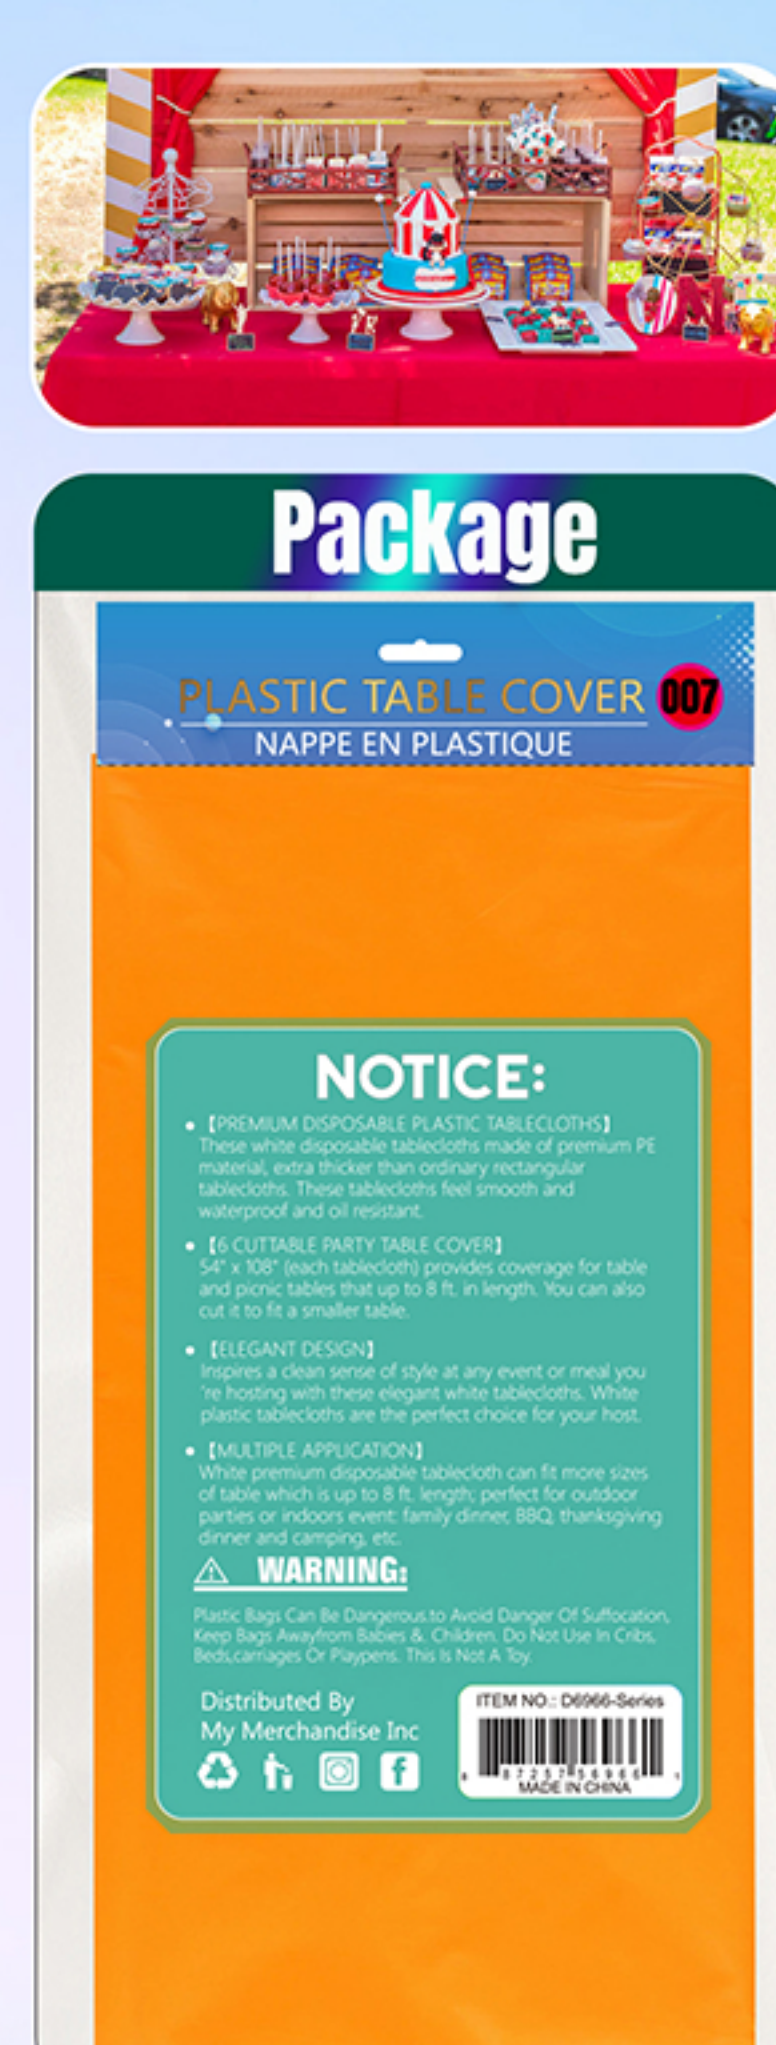 Package
PLASTIC TABLE COVER 007
NAPPE EN PLASTIQUE
NOTICE:
• 【PREMIUM DISPOSABLE PLASTIC TABLECLOTHS】
These white disposable tablecloths made of premium PE
material, extra thicker than ordinary rectangular
tablecloths. These tablecloths feel smooth and
waterproof and oil resistant.
• 【6 CUTTABLE PARTY TABLE COVER】
54" x 108" (each tablecloth) provides coverage for table
and picnic tables that up to 8 ft. in length. You can also
cut it to fit a smaller table.
• 【ELEGANT DESIGN】
Inspires a clean sense of style at any event or meal you
're hosting with these elegant white tablecloths. White
plastic tablecloths are the perfect choice for your host.
• 【MULTIPLE APPLICATION】
White premium disposable tablecloth can fit more sizes
of table which is up to 8 ft. length; perfect for outdoor
parties or indoors event: family dinner, BBQ, thanksgiving
dinner and camping, etc.
WARNING:
Plastic Bags Can Be Dangerous.to Avoid Danger Of Suffocation,
Keep Bags Awayfrom Babies &. Children. Do Not Use In Cribs,
Beds,carriages Or Playpens. This Is Not A Toy.
Distributed By
My Merchandise Inc
ITEM NO.: D6966-Series
8 87257 56966 1
MADE IN CHINA